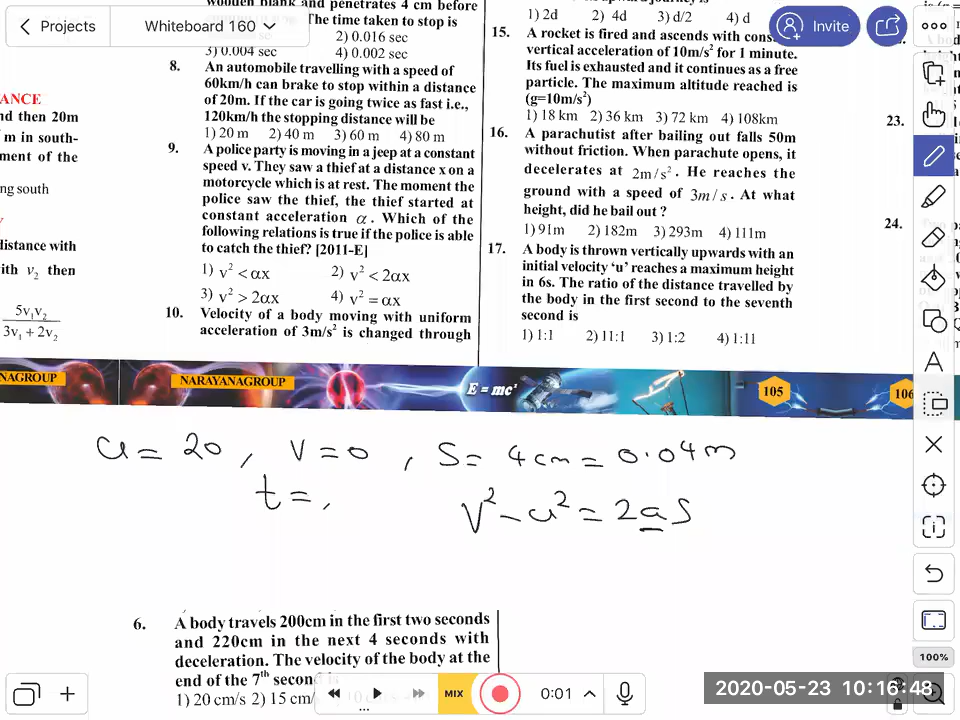 Projects
Whiteboard 160
Invite
wooden blank and penetrates 4 cm before
The time taken to stop is
sec 2) 0.016 sec
3) 0.004 sec 4) 0.002 sec
8. An automobile travelling with a speed of
60km/h can brake to stop within a distance
of 20m. If the car is going twice as fast i.e.,
120km/h the stopping distance will be
1) 20 m 2) 40 m 3) 60 m 4) 80 m
9. A police party is moving in a jeep at a constant
speed v. They saw a thief at a distance x on a
motorcycle which is at rest. The moment the
police saw the thief, the thief started at
constant acceleration α. Which of the
following relations is true if the police is able
to catch the thief? [2011-E]
1) v² < αx 2) v² < 2αx
3) v² > 2αx 4) v² = αx
10. Velocity of a body moving with uniform
acceleration of 3m/s² is changed through
ANCE
nd then 20m
m in south-
ment of the
ng south
Y
distance with
with v₂ then
5v₁v₂
3v₁ + 2v₂
1) 2d 2) 4d 3) d/2 4) d
15. A rocket is fired and ascends with cons
vertical acceleration of 10m/s² for 1 minute.
Its fuel is exhausted and it continues as a free
particle. The maximum altitude reached is
(g=10m/s²)
1) 18 km 2) 36 km 3) 72 km 4) 108km
16. A parachutist after bailing out falls 50m
without friction. When parachute opens, it
decelerates at 2m/s². He reaches the
ground with a speed of 3m/s. At what
height, did he bail out ?
1) 91m 2) 182m 3) 293m 4) 111m
17. A body is thrown vertically upwards with an
initial velocity ‘u’ reaches a maximum height
in 6s. The ratio of the distance travelled by
the body in the first second to the seventh
second is
1) 1:1 2) 11:1 3) 1:2 4) 1:11
23.
24.
NAGROUP
NARAYANAGROUP
E = mc²
105
106
u = 20 , v = 0 , S = 4 cm = 0.04 m
t = ,
v² - u² = 2as
6. A body travels 200cm in the first two seconds
and 220cm in the next 4 seconds with
deceleration. The velocity of the body at the
end of the 7th second is
1) 20 cm/s 2) 15 cm/
MIX
0:01
100%
2020-05-23 10:16:48